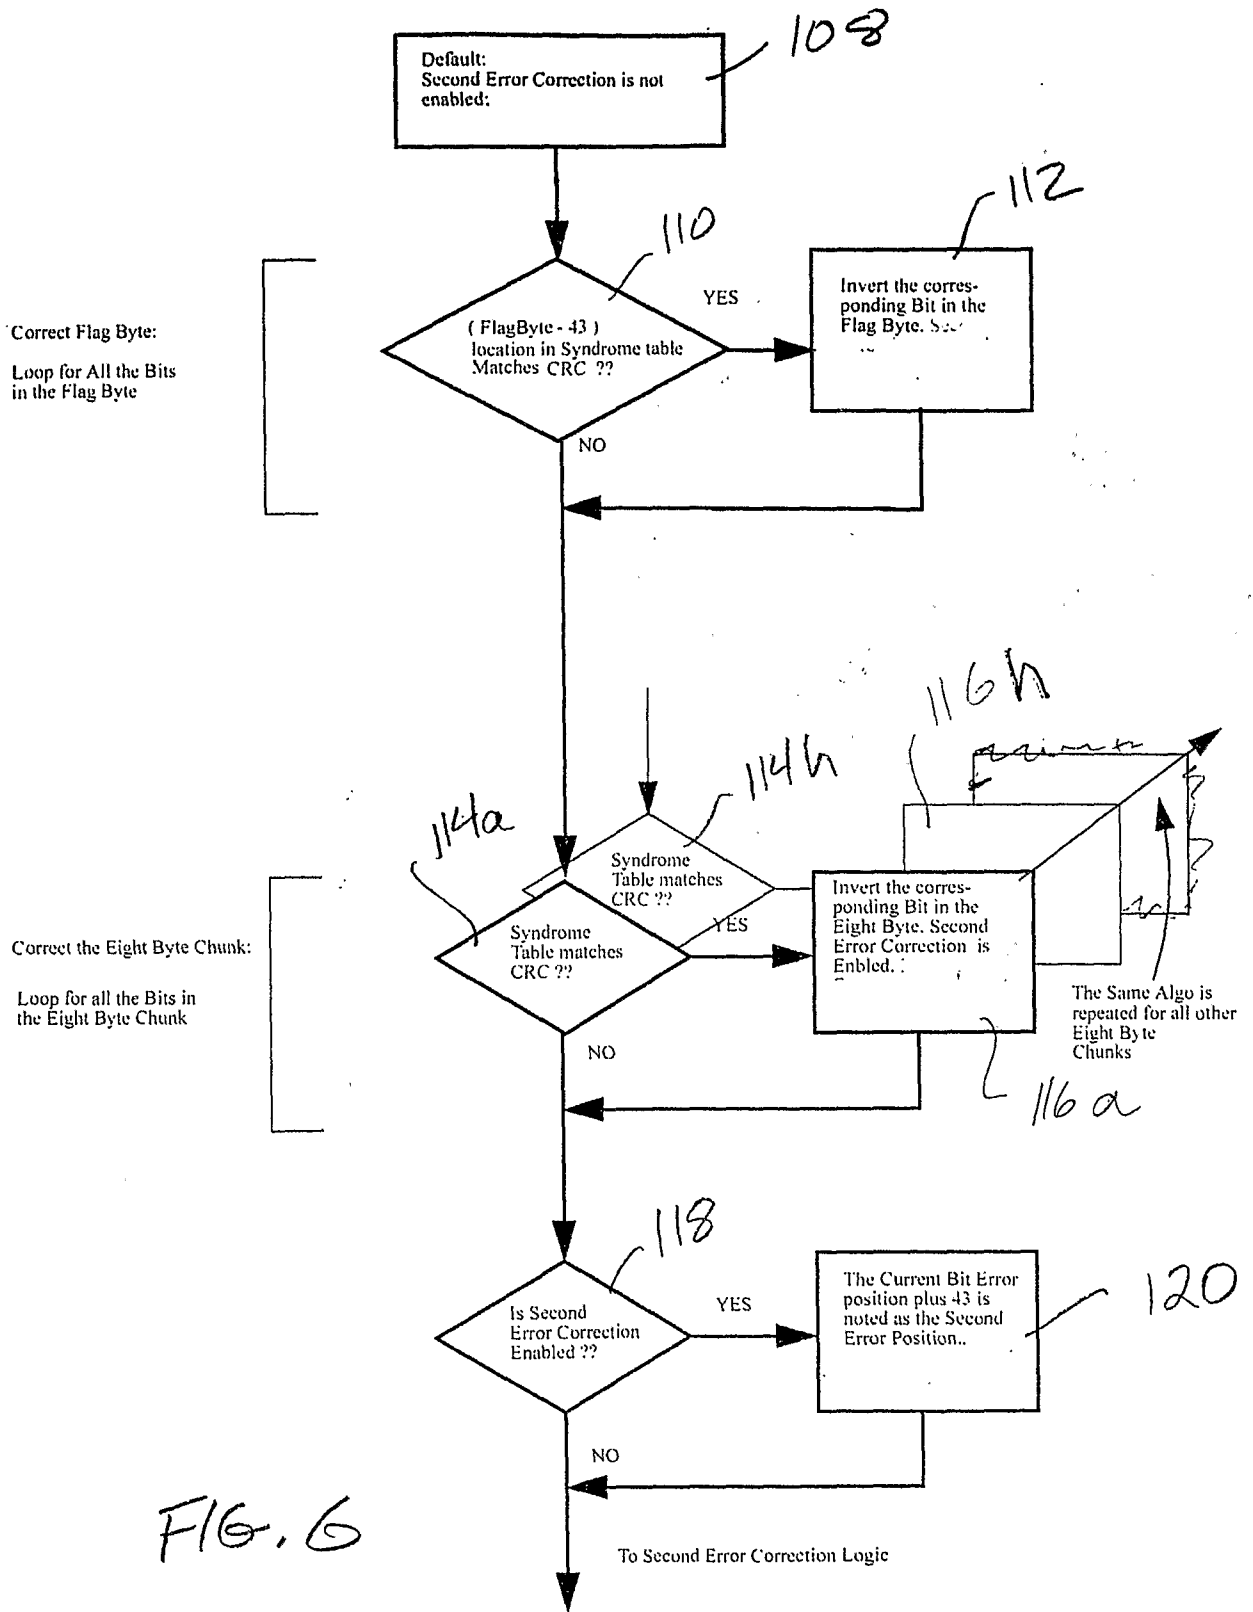 108
Default:
Second Error Correction is not
enabled:
112
110
YES
Invert the corres-
ponding Bit in the
Flag Byte.
Correct Flag Byte:
Loop for All the Bits
in the Flag Byte
( FlagByte - 43 )
location in Syndrome table
Matches CRC ??
NO
116h
114h
114a
Syndrome
Table matches
CRC ??
YES
Invert the corres-
ponding Bit in the
Eight Byte. Second
Error Correction is
Enbled.
Syndrome
Table matches
CRC ??
Correct the Eight Byte Chunk:
Loop for all the Bits in
the Eight Byte Chunk
The Same Algo is
repeated for all other
Eight Byte
Chunks
NO
116a
118
120
YES
The Current Bit Error
position plus 43 is
noted as the Second
Error Position..
Is Second
Error Correction
Enabled ??
NO
FIG. 6
To Second Error Correction Logic